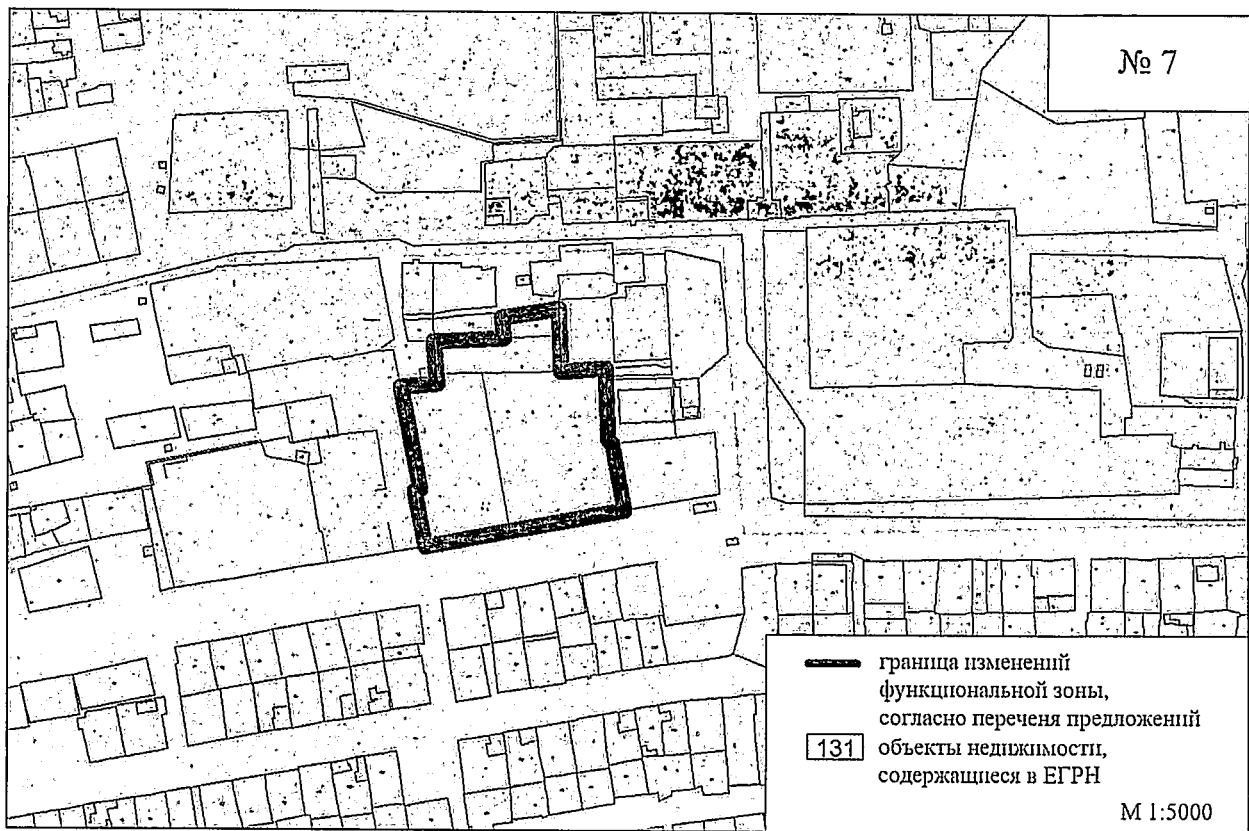 № 7
граница изменений
функциональной зоны,
согласно переченя предложений
131 объекты недвижимости,
содержащиеся в ЕГРН
М 1:5000